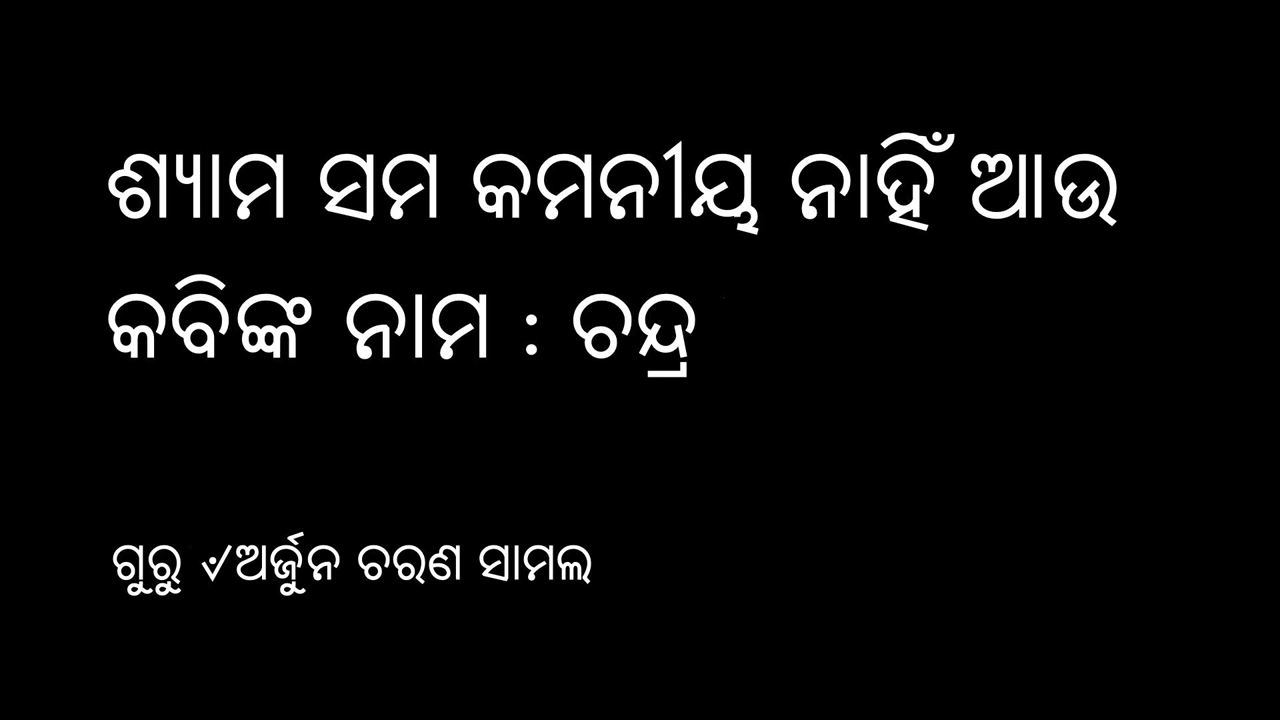 ଶ୍ୟାମ ସମ କମନୀୟ ନାହିଁ ଆଉ
କବିଙ୍କ ନାମ : ଚନ୍ଦ୍ର
ଗୁରୁ ୰ଅର୍ଜୁନ ଚରଣ ସାମଲ